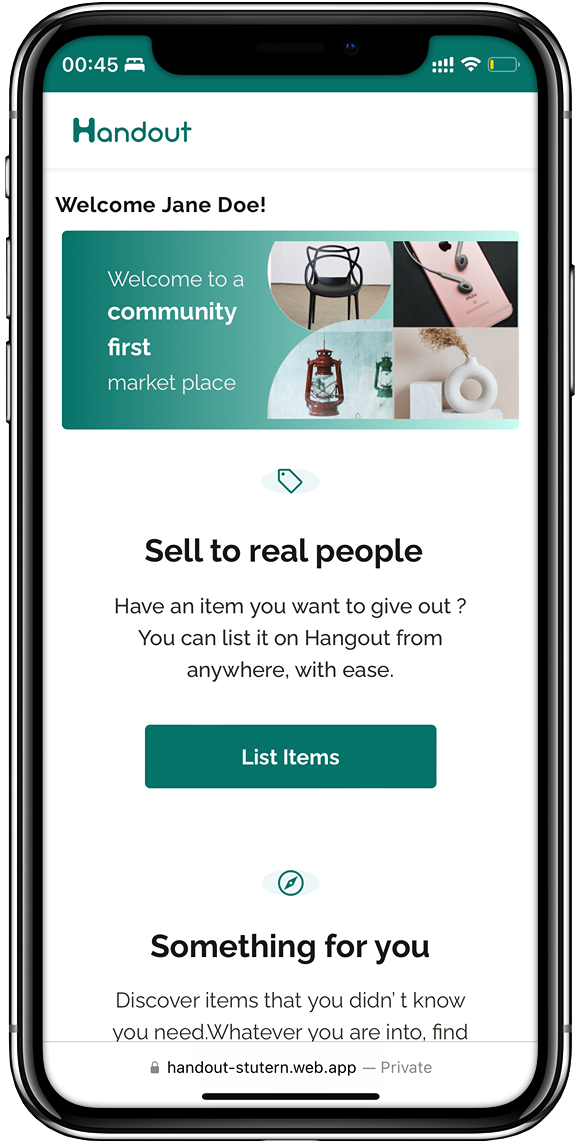 00:45
Handout
Welcome Jane Doe!
Welcome to a
community
first
market place
Sell to real people
Have an item you want to give out ?
You can list it on Hangout from
anywhere, with ease.
List Items
Something for you
Discover items that you didn’ t know
you need.Whatever you are into, find
handout-stutern.web.app — Private